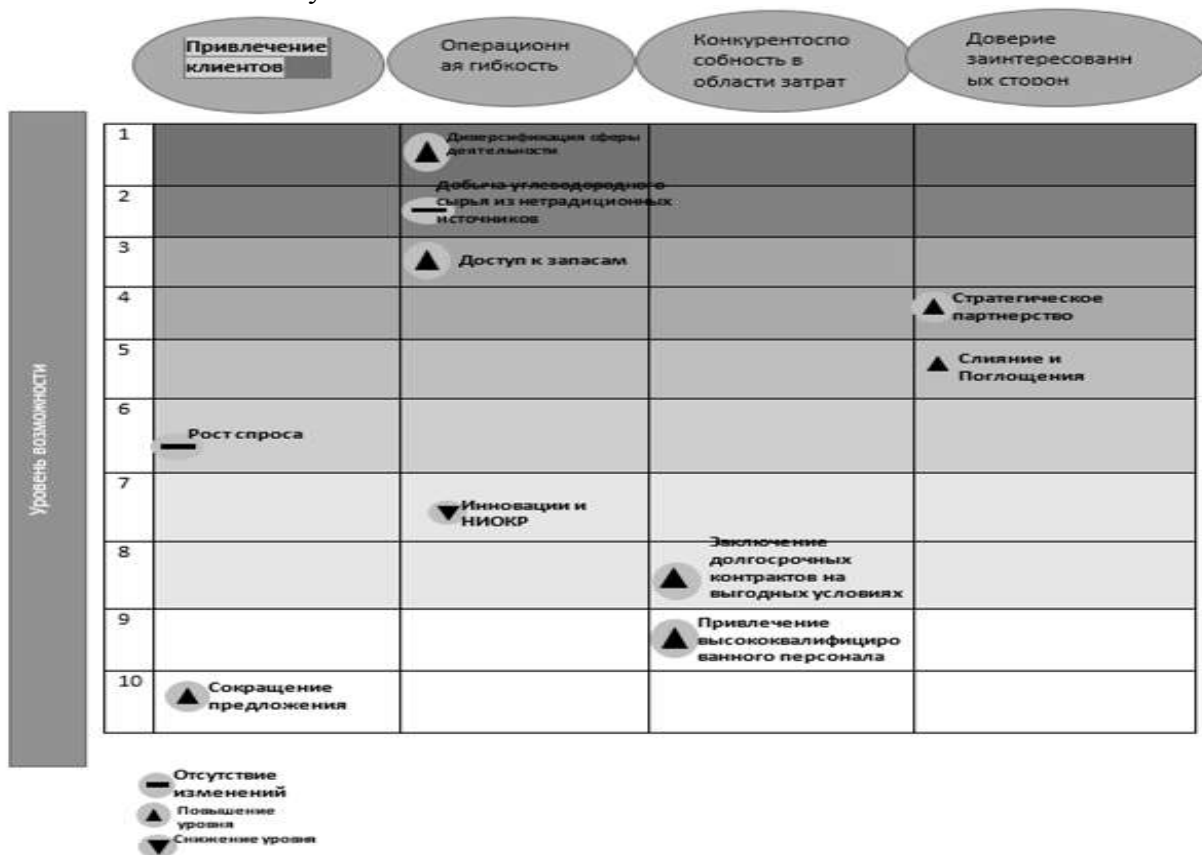 Привлечение
клиентов
Операционн
ая гибкость
Конкурентоспо
собность в
области затрат
Доверие
заинтересованн
ых сторон
Уровень возможности
1
Диверсификация сферы
деятельности
2
Добыча углеводородного
сырья из нетрадиционных
источников
3
Доступ к запасам
4
Стратегическое
партнерство
5
Слияние и
Поглощения
6
Рост спроса
7
Инновации и
НИОКР
8
Заключение
долгосрочных
контрактов на
выгодных условиях
9
Привлечение
высококвалифициро
ванного персонала
10
Сокращение
предложения
Отсутствие
изменений
Повышение
уровня
Снижение уровня